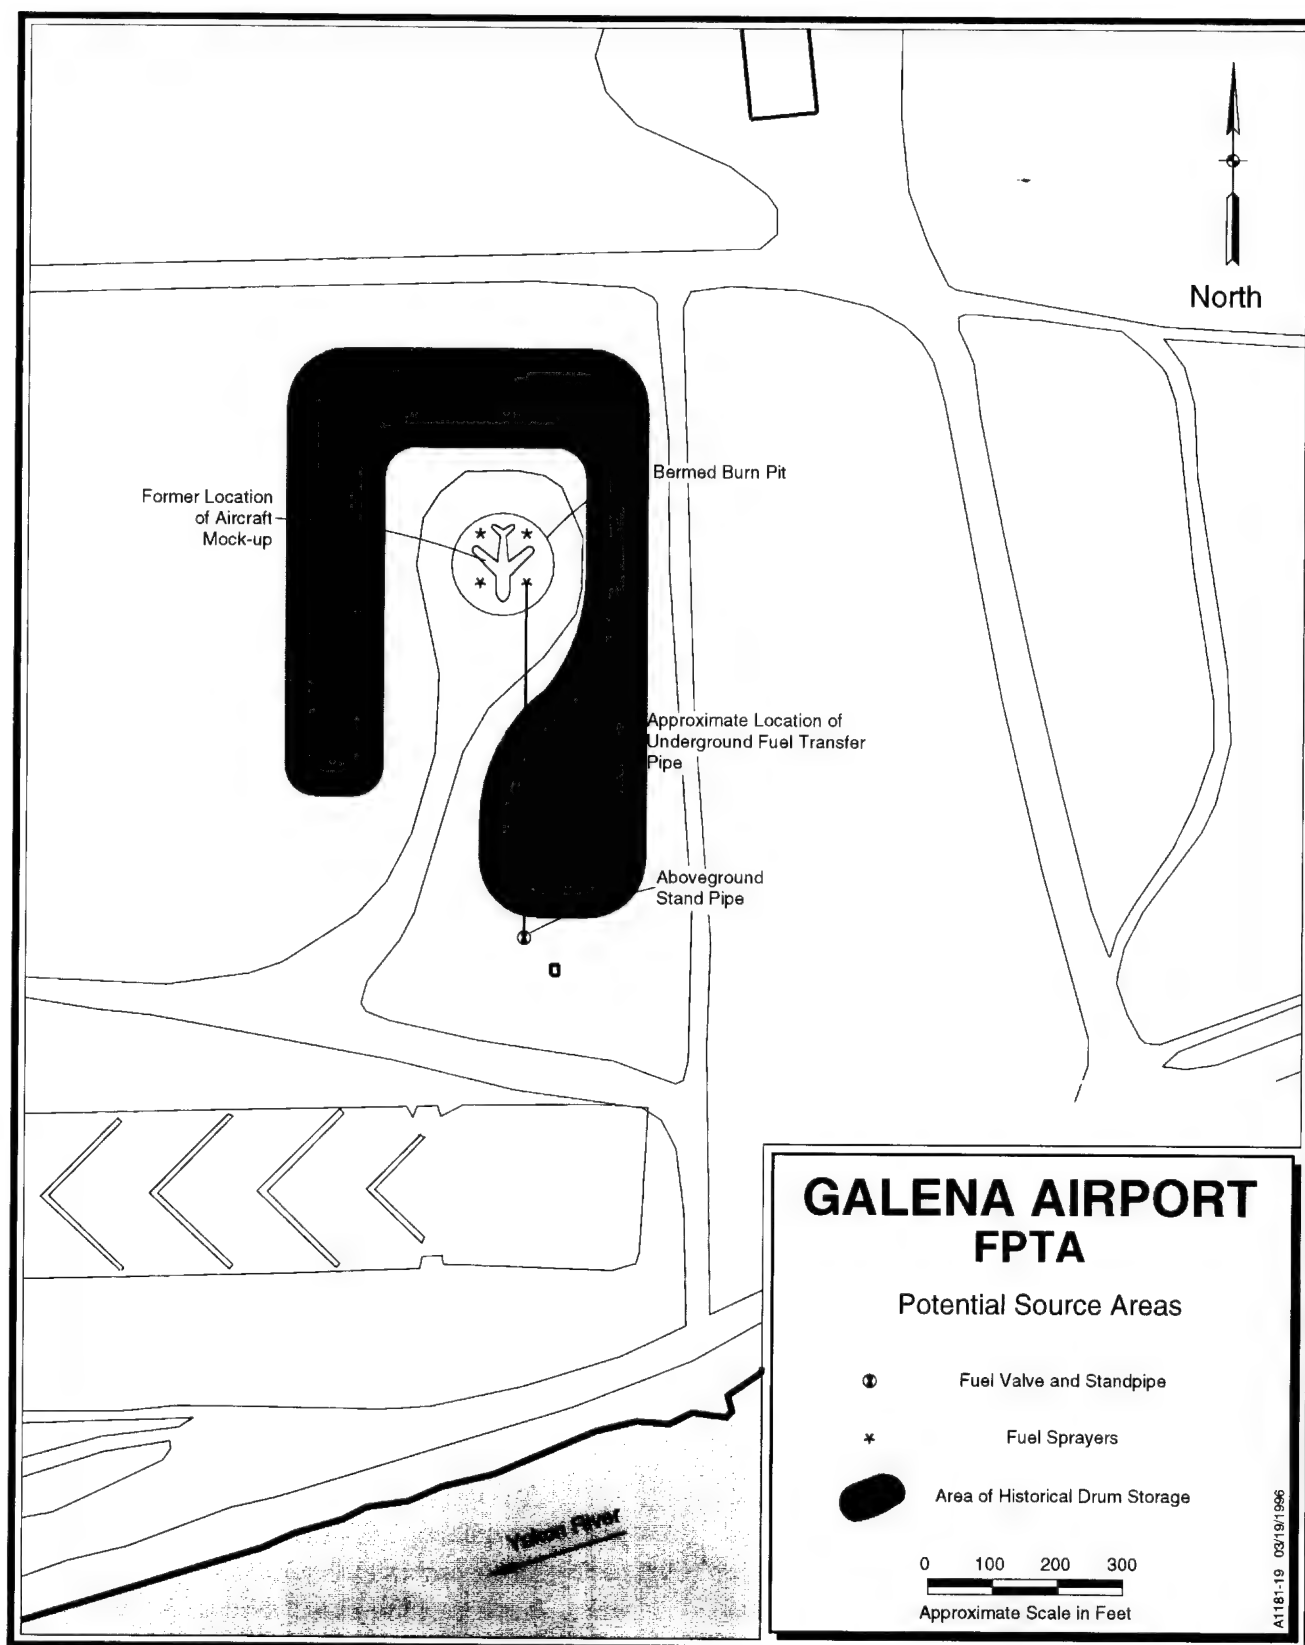 North
Bermed Burn Pit
Former Location
of Aircraft
Mock-up
Approximate Location of
Underground Fuel Transfer
Pipe
Aboveground
Stand Pipe
GALENA AIRPORT
FPTA
Potential Source Areas
Fuel Valve and Standpipe
Fuel Sprayers
Area of Historical Drum Storage
Yukon River
0 100 200 300
Approximate Scale in Feet
A1181-19 03/19/1996